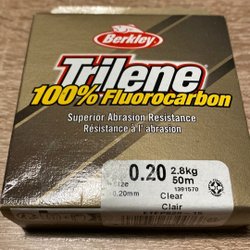 Berkley
Trilene
100% Fluorocarbon
Superior Abrasion Resistance
Résistance à l'abrasion
0.20 2.8kg
50m
size
0.20mm
1391570
Clear
Clair